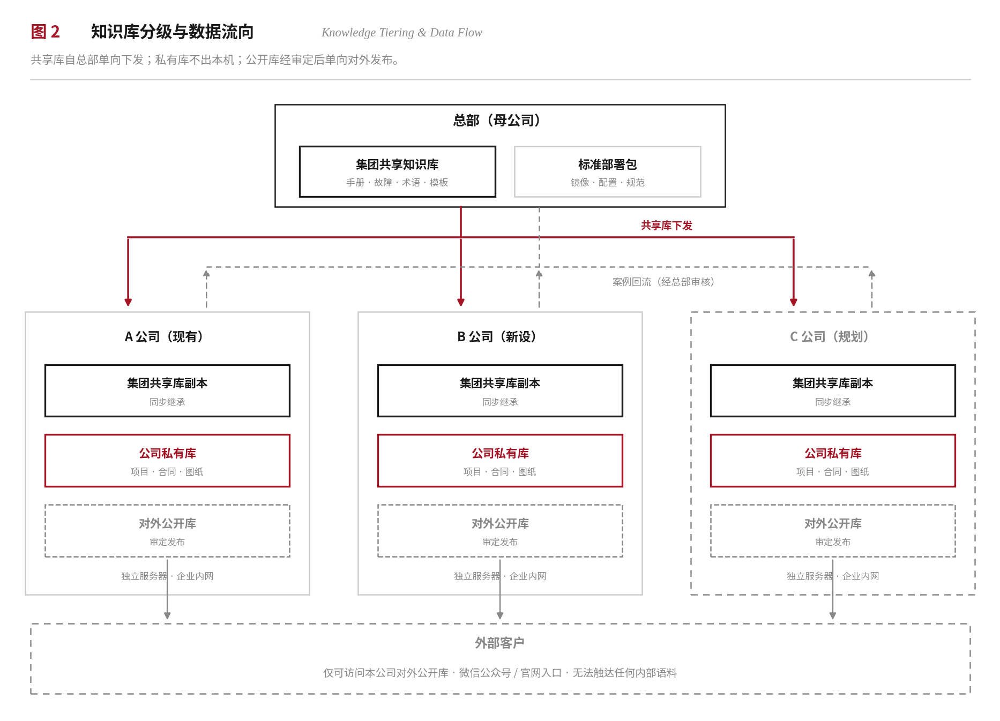 图 2 知识库分级与数据流向 Knowledge Tiering & Data Flow
共享库自总部单向下发；私有库不出本机；公开库经审定后单向对外发布。
总部（母公司）
集团共享知识库
手册 · 故障 · 术语 · 模板
标准部署包
镜像 · 配置 · 规范
共享库下发
案例回流（经总部审核）
A 公司（现有）
集团共享库副本
同步继承
公司私有库
项目 · 合同 · 图纸
对外公开库
审定发布
独立服务器 · 企业内网
B 公司（新设）
集团共享库副本
同步继承
公司私有库
项目 · 合同 · 图纸
对外公开库
审定发布
独立服务器 · 企业内网
C 公司（规划）
集团共享库副本
同步继承
公司私有库
项目 · 合同 · 图纸
对外公开库
审定发布
独立服务器 · 企业内网
外部客户
仅可访问本公司对外公开库 · 微信公众号 / 官网入口 · 无法触达任何内部语料